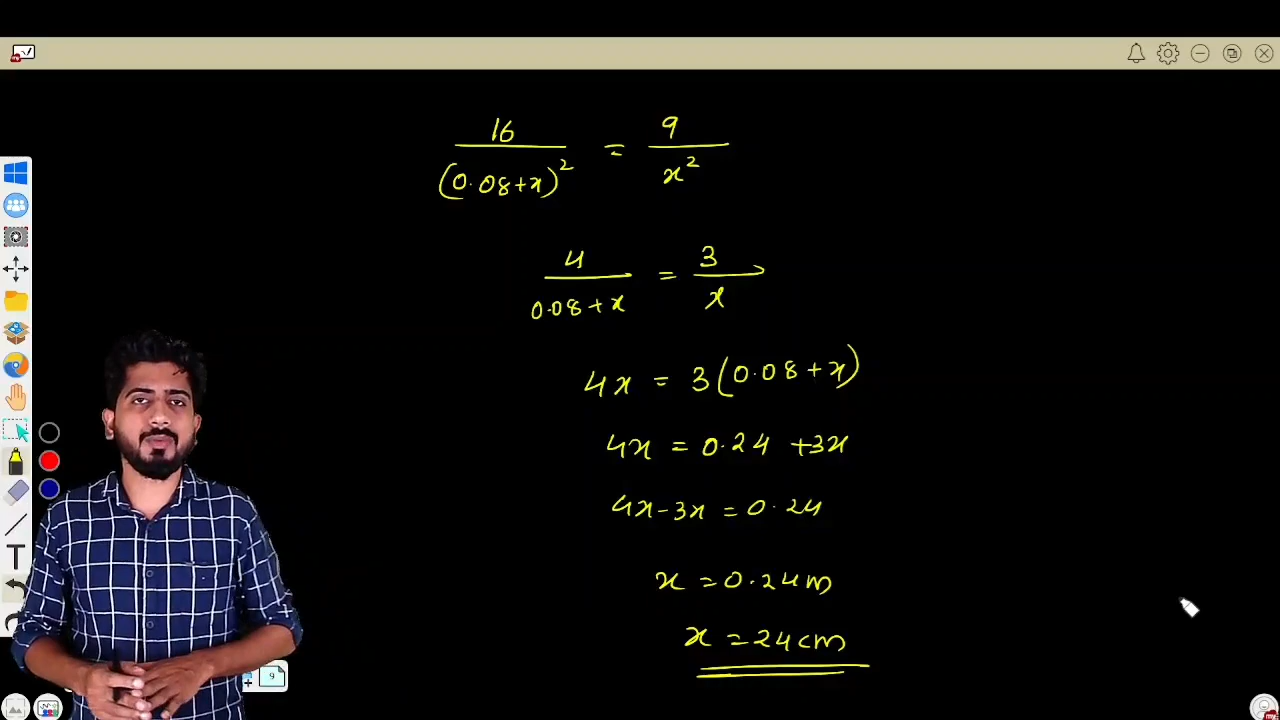 16/(0.08+x)² = 9/x²
4/0.08+x = 3/x
4x = 3(0.08+x)
4x = 0.24 +3x
4x-3x = 0.24
x = 0.24m
x = 24cm
T
9